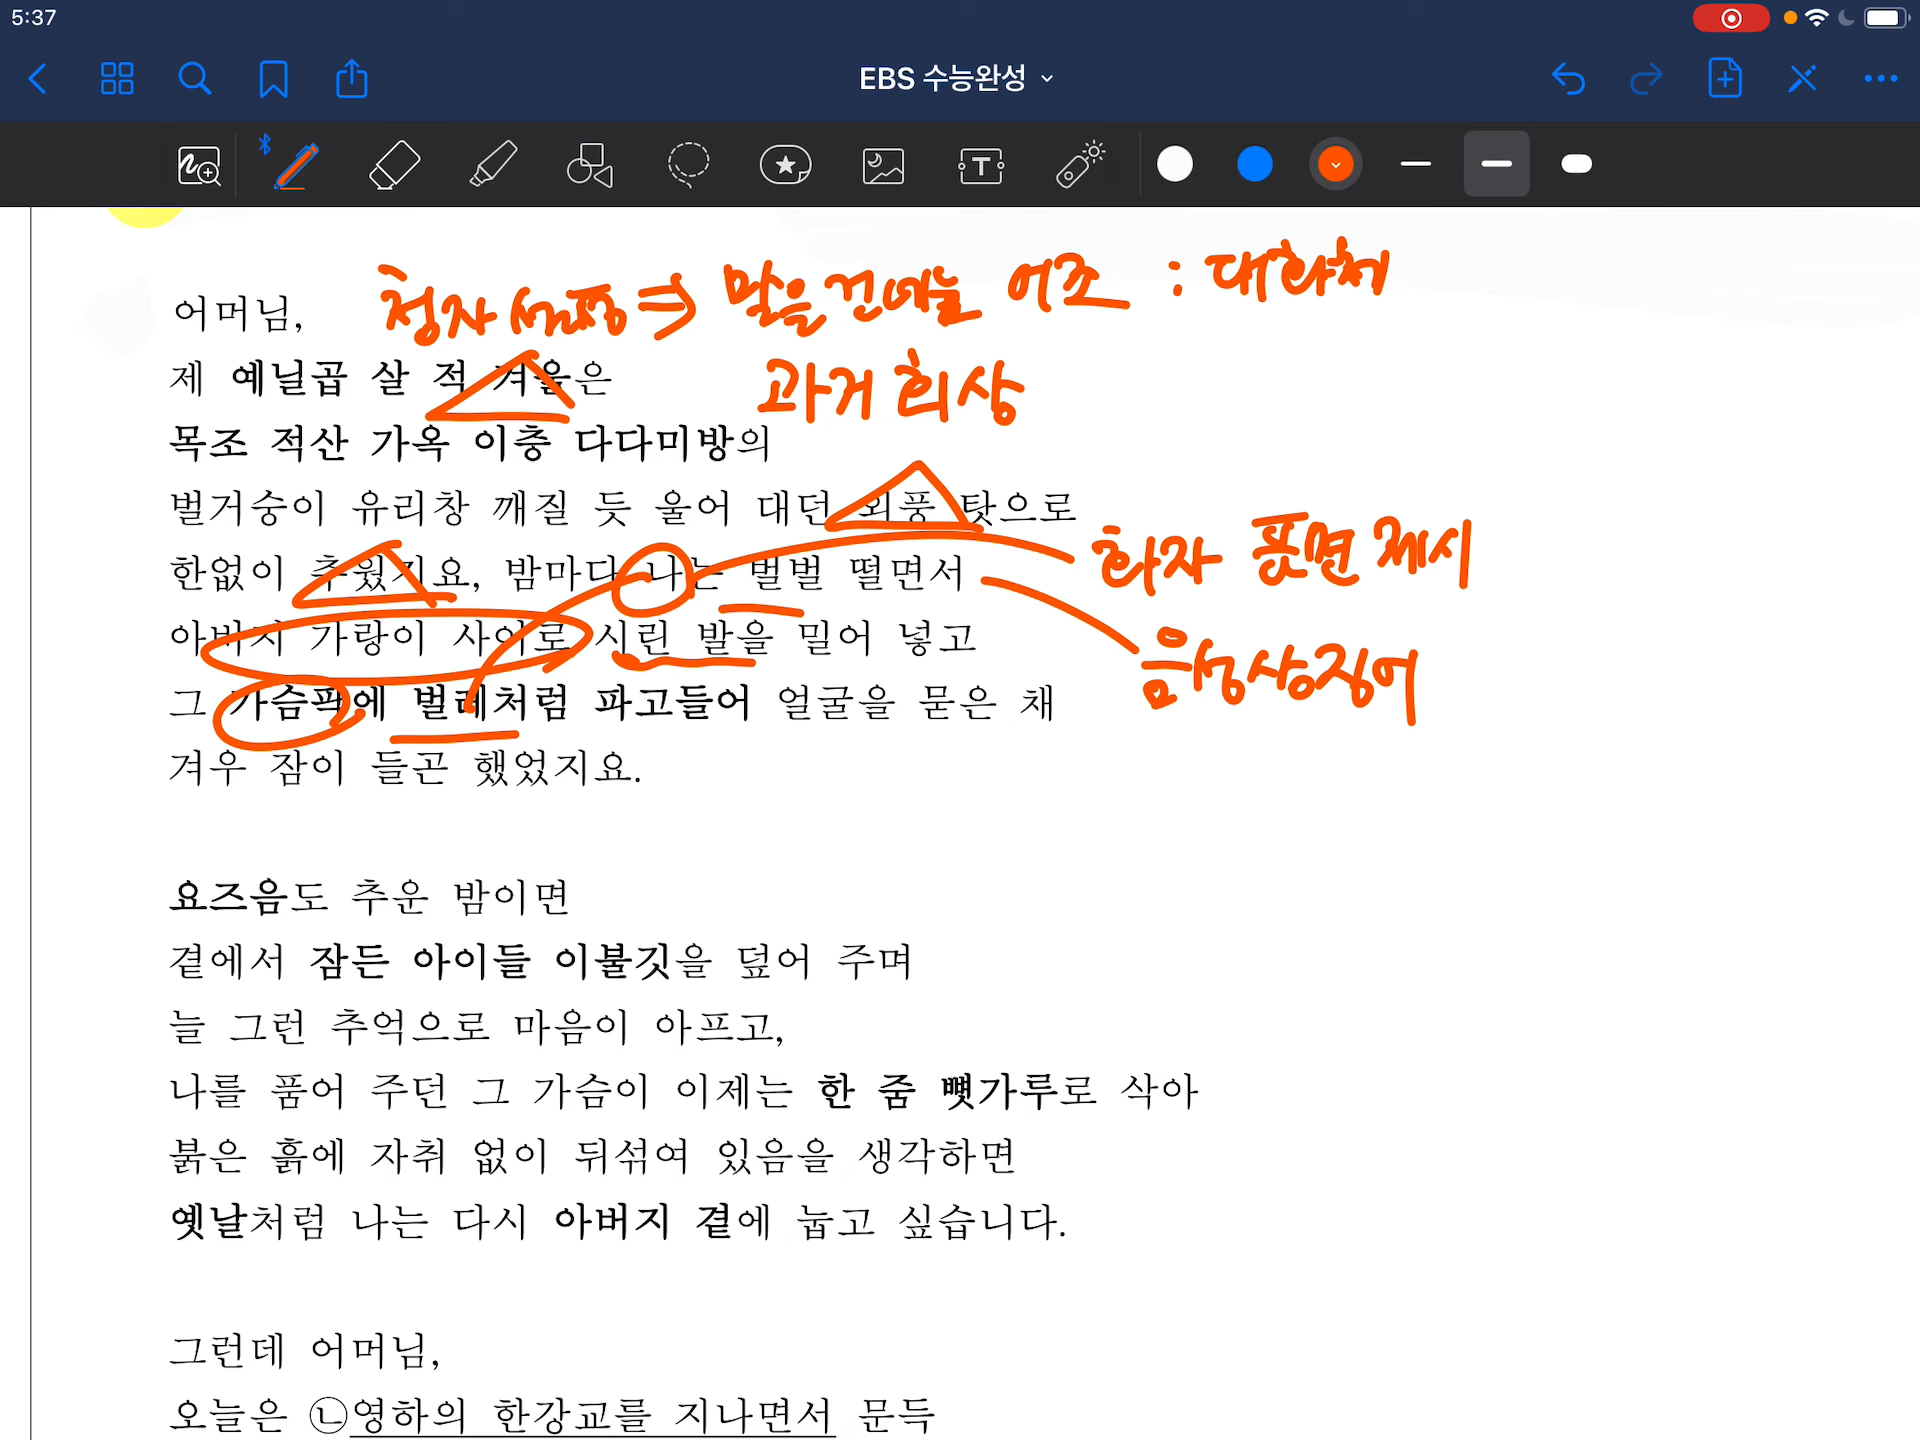 5:37
EBS 수능완성
청자 설정 ⇒ 말을 건네는 어조 : 대화체
어머님,
제 예닐곱 살 적 겨울은
과거 회상
목조 적산 가옥 이층 다다미방의
벌거숭이 유리창 깨질 듯 울어 대던 외풍 탓으로
한없이 추웠지요, 밤마다 나는 벌벌 떨면서
화자 표면 제시
아버지 가랑이 사이로 시린 발을 밀어 넣고
음성상징어
그 가슴팍에 벌레처럼 파고들어 얼굴을 묻은 채
겨우 잠이 들곤 했었지요.
요즈음도 추운 밤이면
곁에서 잠든 아이들 이불깃을 덮어 주며
늘 그런 추억으로 마음이 아프고,
나를 품어 주던 그 가슴이 이제는 한 줌 뼛가루로 삭아
붉은 흙에 자취 없이 뒤섞여 있음을 생각하면
옛날처럼 나는 다시 아버지 곁에 눕고 싶습니다.
그런데 어머님,
오늘은 ㉡영하의 한강교를 지나면서 문득